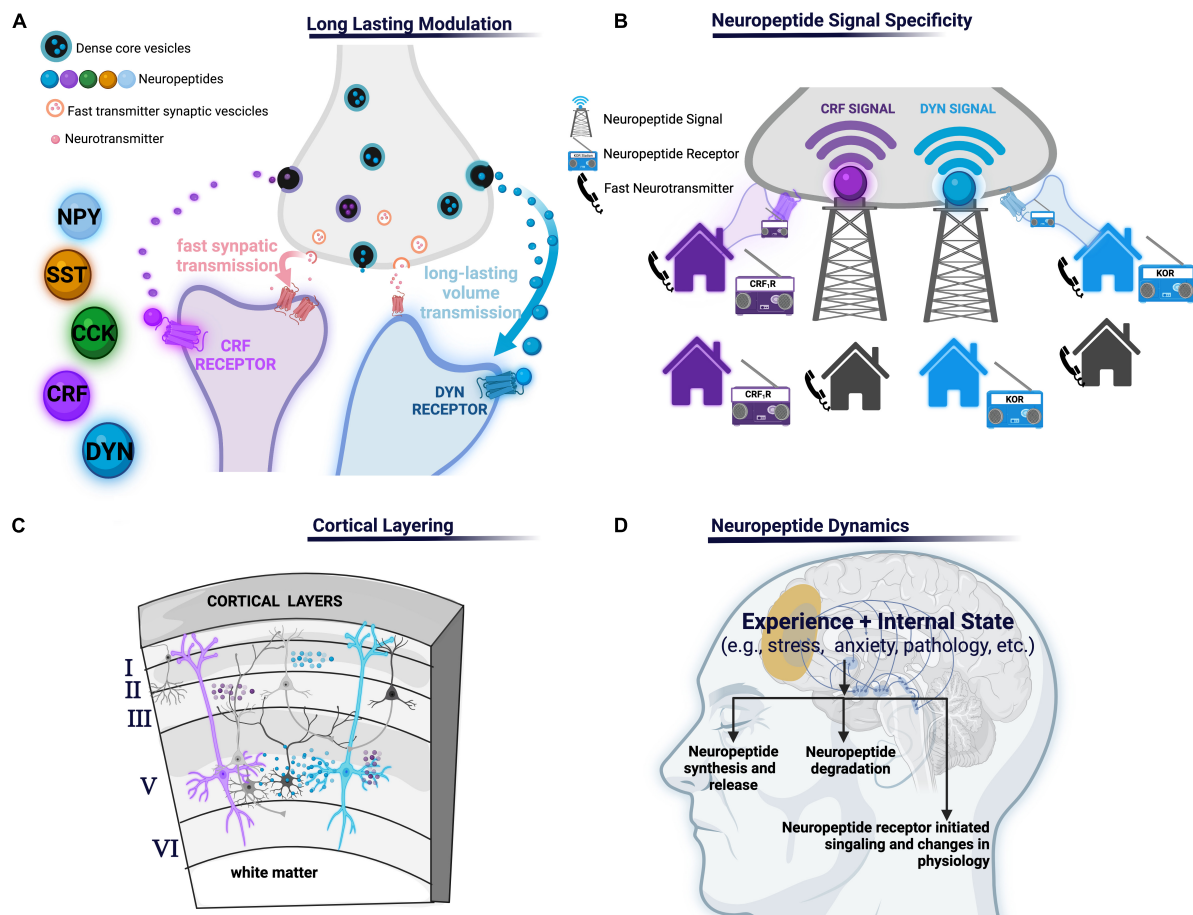 A
Long Lasting Modulation
Dense core vesicles
Neuropeptides
Fast transmitter synaptic vescicles
Neurotransmitter
NPY
SST
CCK
CRF
DYN
fast synpatic
transmission
long-lasting
volume
transmission
CRF
RECEPTOR
DYN
RECEPTOR
B
Neuropeptide Signal Specificity
Neuropeptide Signal
KOR Station
Neuropeptide Receptor
Fast Neurotransmitter
CRF SIGNAL
DYN SIGNAL
CRF₁R
KOR
CRF₁R
KOR
C
Cortical Layering
CORTICAL LAYERS
I
II
III
V
VI
white matter
D
Neuropeptide Dynamics
Experience + Internal State
(e.g., stress, anxiety, pathology, etc.)
Neuropeptide
synthesis and
release
Neuropeptide
degradation
Neuropeptide receptor initiated
singaling and changes in
physiology